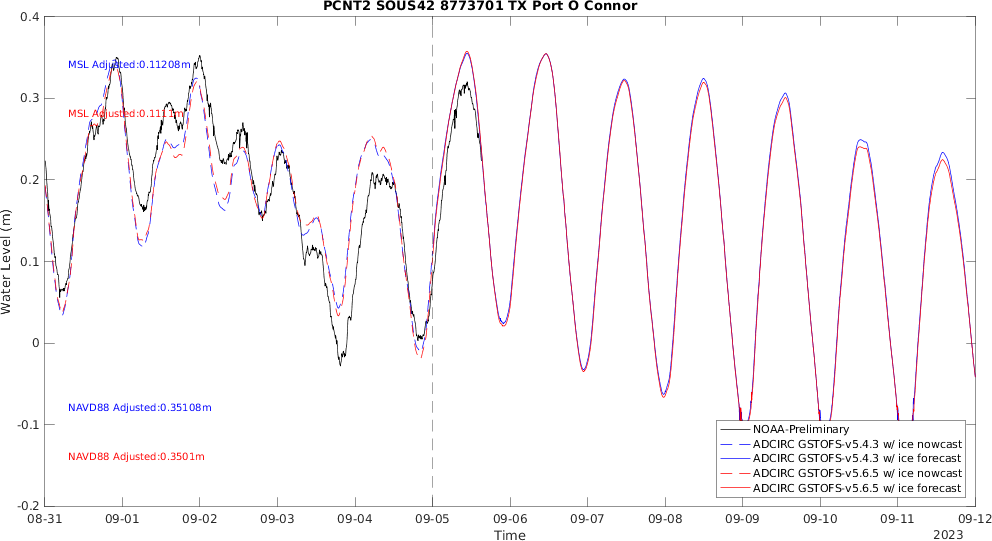 PCNT2 SOUS42 8773701 TX Port O Connor
0.4
0.3
0.2
0.1
0
-0.1
-0.2
Water Level (m)
MSL Adjusted:0.11208m
MSL Adjusted:0.1111m
NAVD88 Adjusted:0.35108m
NAVD88 Adjusted:0.3501m
NOAA-Preliminary
ADCIRC GSTOFS-v5.4.3 w/ ice nowcast
ADCIRC GSTOFS-v5.4.3 w/ ice forecast
ADCIRC GSTOFS-v5.6.5 w/ ice nowcast
ADCIRC GSTOFS-v5.6.5 w/ ice forecast
08-31 09-01 09-02 09-03 09-04 09-05 09-06 09-07 09-08 09-09 09-10 09-11 09-12
Time
2023